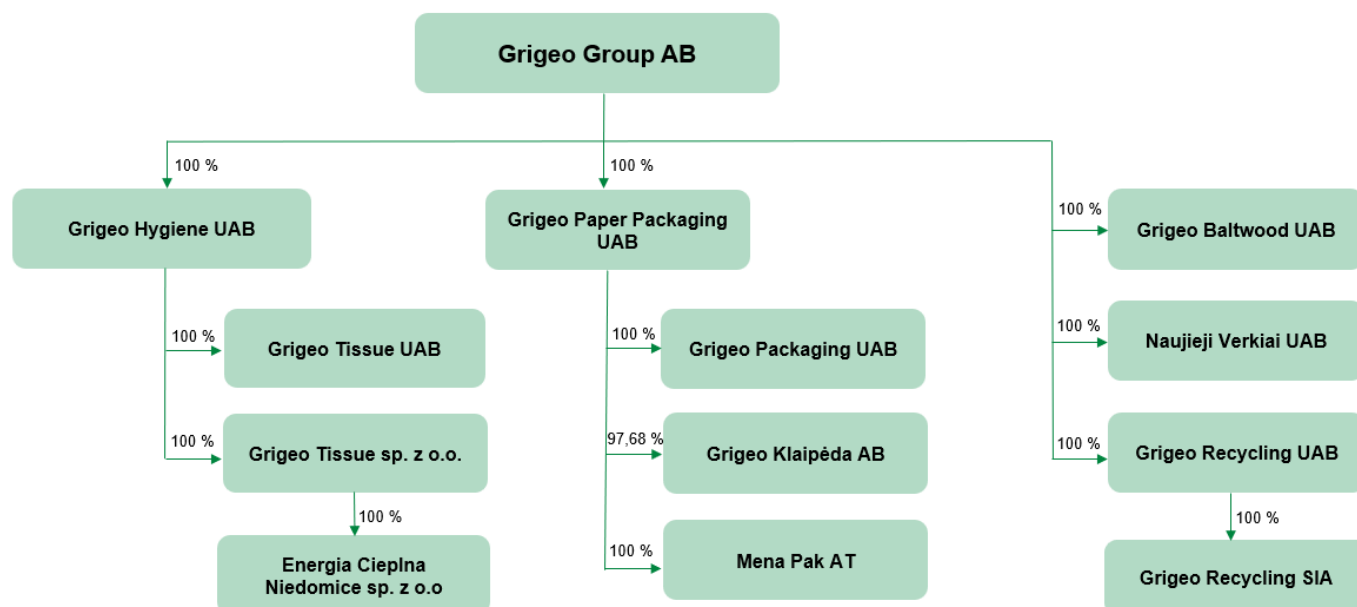 Grigeo Group AB
100 %
100 %
Grigeo Hygiene UAB
Grigeo Paper Packaging
UAB
100 %
Grigeo Baltwood UAB
100 %
Grigeo Tissue UAB
100 %
Grigeo Packaging UAB
100 %
Naujieji Verkiai UAB
100 %
Grigeo Tissue sp. z o.o.
97,68 %
Grigeo Klaipėda AB
100 %
Grigeo Recycling UAB
100 %
Energia Cieplna
Niedomice sp. z o.o
100 %
Mena Pak AT
100 %
Grigeo Recycling SIA